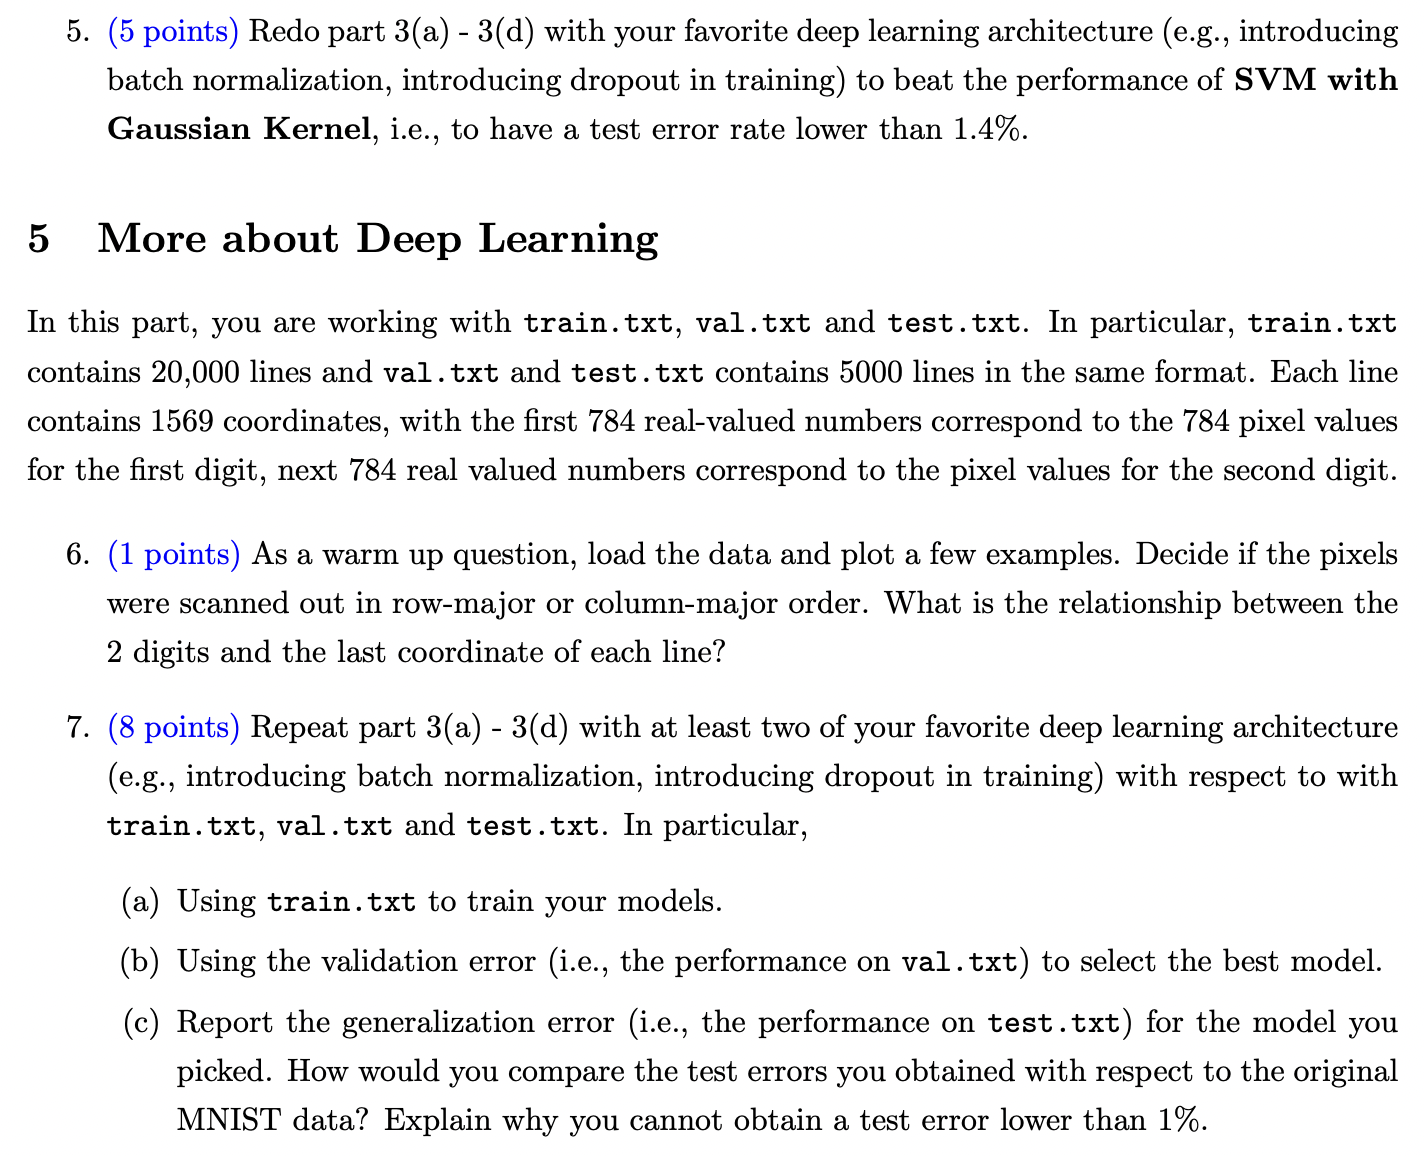 5. (5 points) Redo part 3(a) - 3(d) with your favorite deep learning architecture (e.g., introducing
batch normalization, introducing dropout in training) to beat the performance of SVM with
Gaussian Kernel, i.e., to have a test error rate lower than 1.4%.
5 More about Deep Learning
In this part, you are working with train.txt, val.txt and test.txt. In particular, train.txt
contains 20,000 lines and val.txt and test.txt contains 5000 lines in the same format. Each line
contains 1569 coordinates, with the first 784 real-valued numbers correspond to the 784 pixel values
for the first digit, next 784 real valued numbers correspond to the pixel values for the second digit.
6. (1 points) As a warm up question, load the data and plot a few examples. Decide if the pixels
were scanned out in row-major or column-major order. What is the relationship between the
2 digits and the last coordinate of each line?
7. (8 points) Repeat part 3(a) - 3(d) with at least two of your favorite deep learning architecture
(e.g., introducing batch normalization, introducing dropout in training) with respect to with
train.txt, val.txt and test.txt. In particular,
(a) Using train.txt to train your models.
(b) Using the validation error (i.e., the performance on val.txt) to select the best model.
(c) Report the generalization error (i.e., the performance on test.txt) for the model you
picked. How would you compare the test errors you obtained with respect to the original
MNIST data? Explain why you cannot obtain a test error lower than 1%.